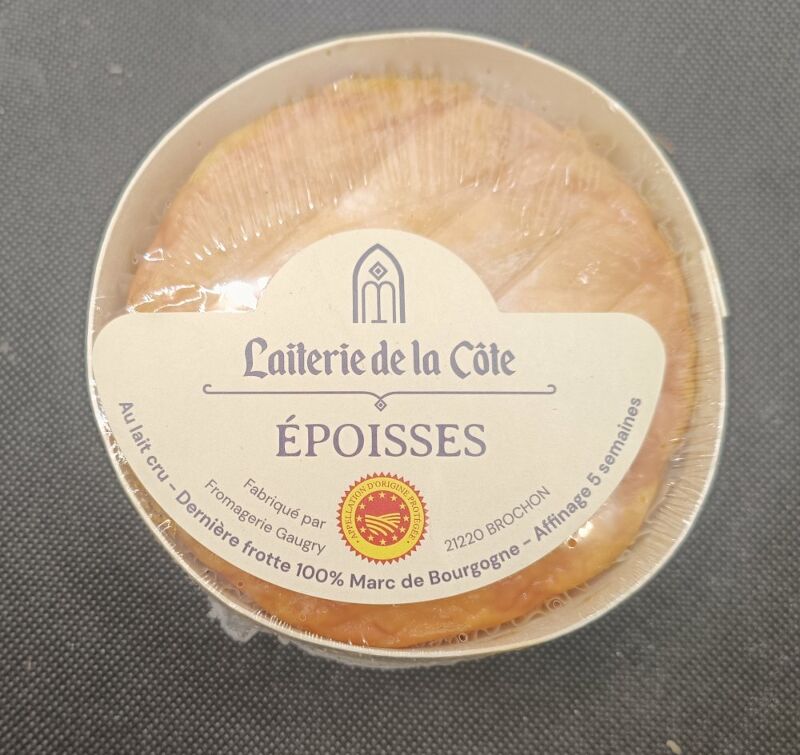 Laiterie de la Côte
ÉPOISSES
Fabriqué par
Fromagerie Gaugry
APPELLATION D'ORIGINE PROTÉGÉE
21220 BROCHON
Au lait cru - Dernière frotte 100% Marc de Bourgogne - Affinage 5 semaines